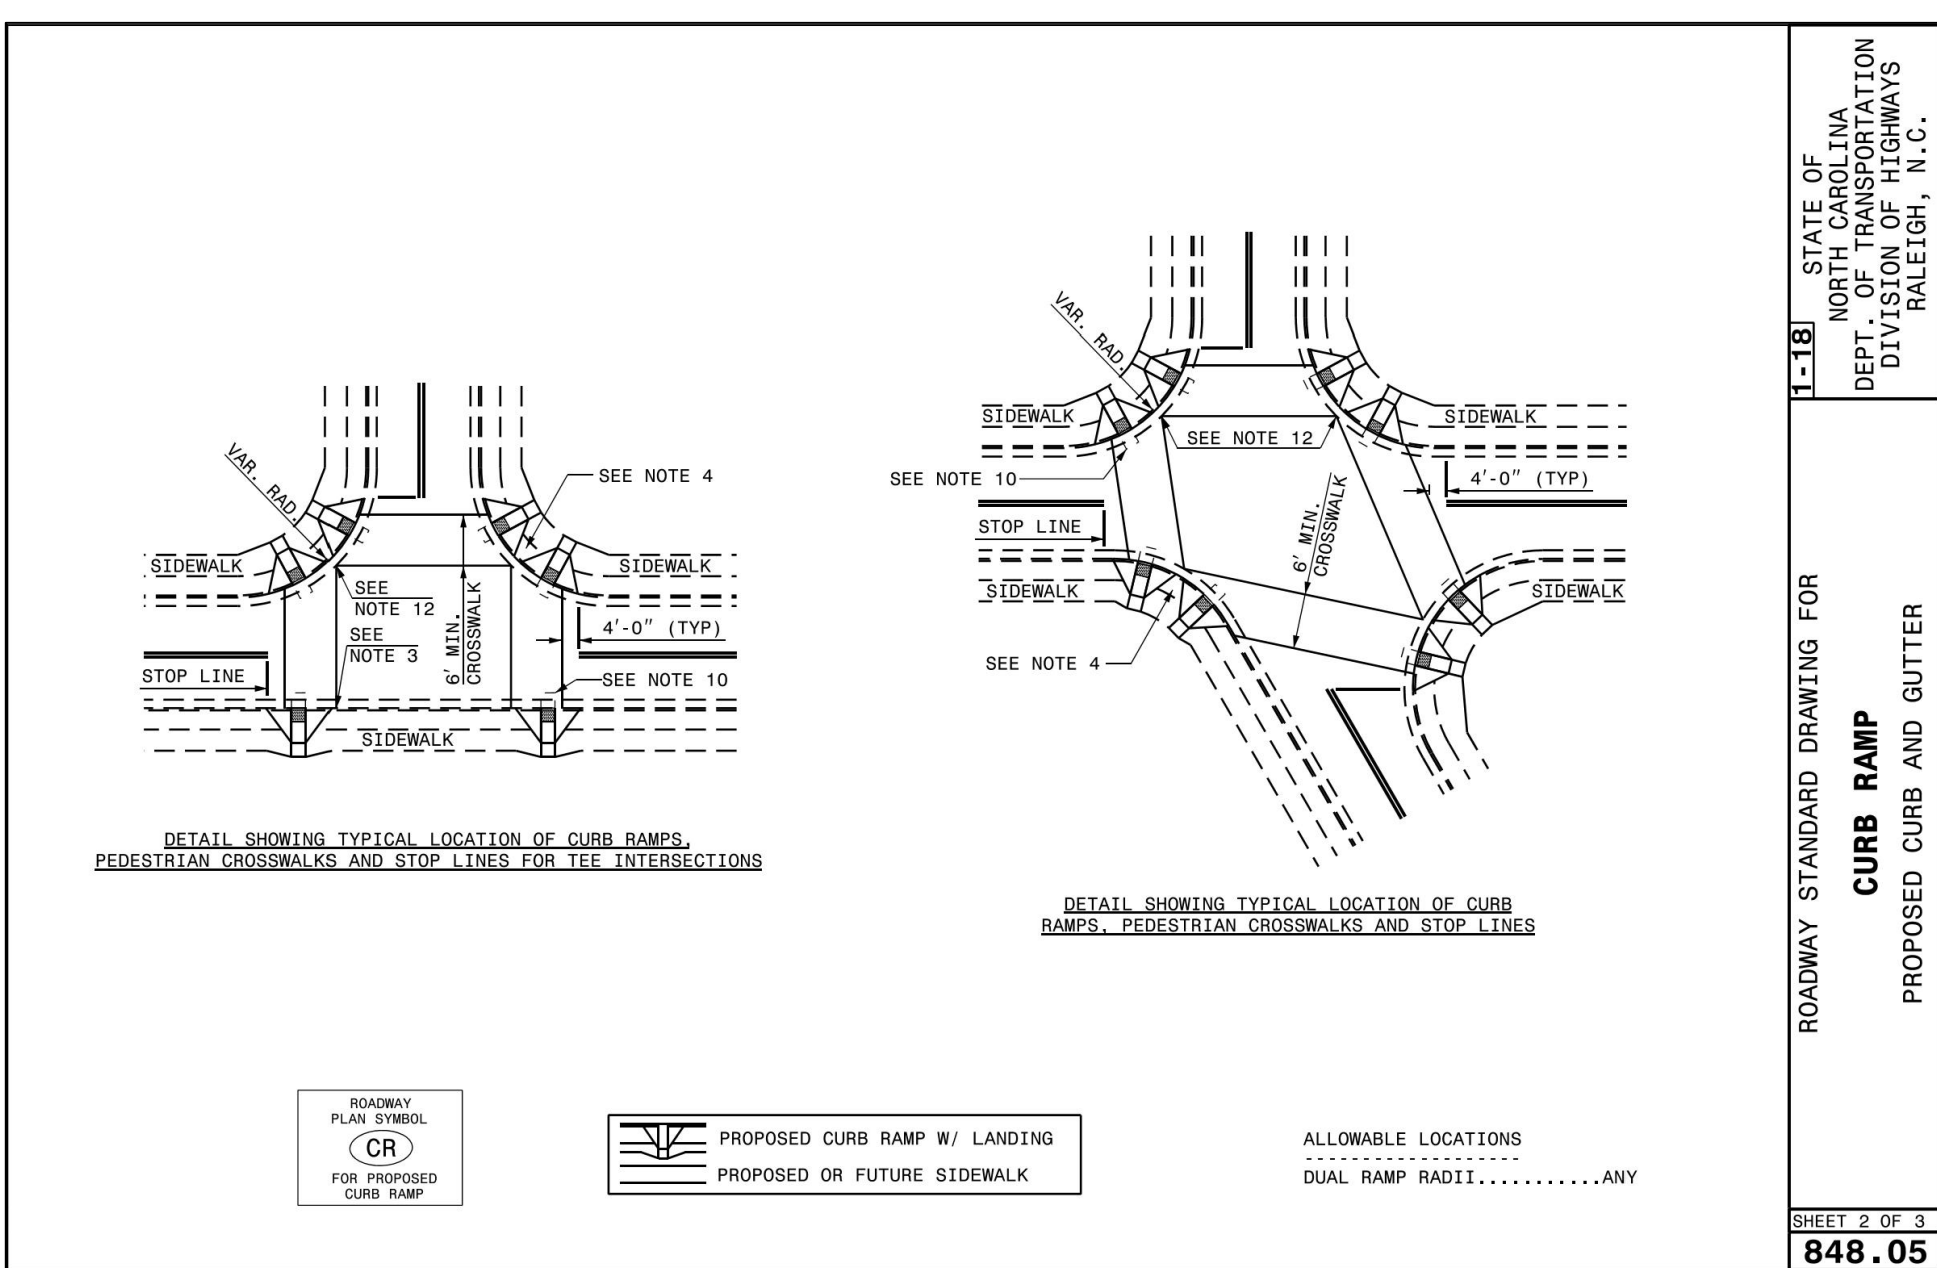 VAR. RAD.
SEE NOTE 4
SIDEWALK
SIDEWALK
SEE
NOTE 12
SEE
NOTE 3
6' MIN.
CROSSWALK
4'-0" (TYP)
STOP LINE
SEE NOTE 10
SIDEWALK
DETAIL SHOWING TYPICAL LOCATION OF CURB RAMPS,
PEDESTRIAN CROSSWALKS AND STOP LINES FOR TEE INTERSECTIONS
VAR. RAD.
SIDEWALK
SIDEWALK
SEE NOTE 12
SEE NOTE 10
4'-0" (TYP)
STOP LINE
6' MIN.
CROSSWALK
SIDEWALK
SIDEWALK
SEE NOTE 4
DETAIL SHOWING TYPICAL LOCATION OF CURB
RAMPS, PEDESTRIAN CROSSWALKS AND STOP LINES
ROADWAY
PLAN SYMBOL
CR
FOR PROPOSED
CURB RAMP
PROPOSED CURB RAMP W/ LANDING
PROPOSED OR FUTURE SIDEWALK
ALLOWABLE LOCATIONS
DUAL RAMP RADII...........ANY
1-18
STATE OF
NORTH CAROLINA
DEPT. OF TRANSPORTATION
DIVISION OF HIGHWAYS
RALEIGH, N.C.
ROADWAY STANDARD DRAWING FOR
CURB RAMP
PROPOSED CURB AND GUTTER
SHEET 2 OF 3
848.05